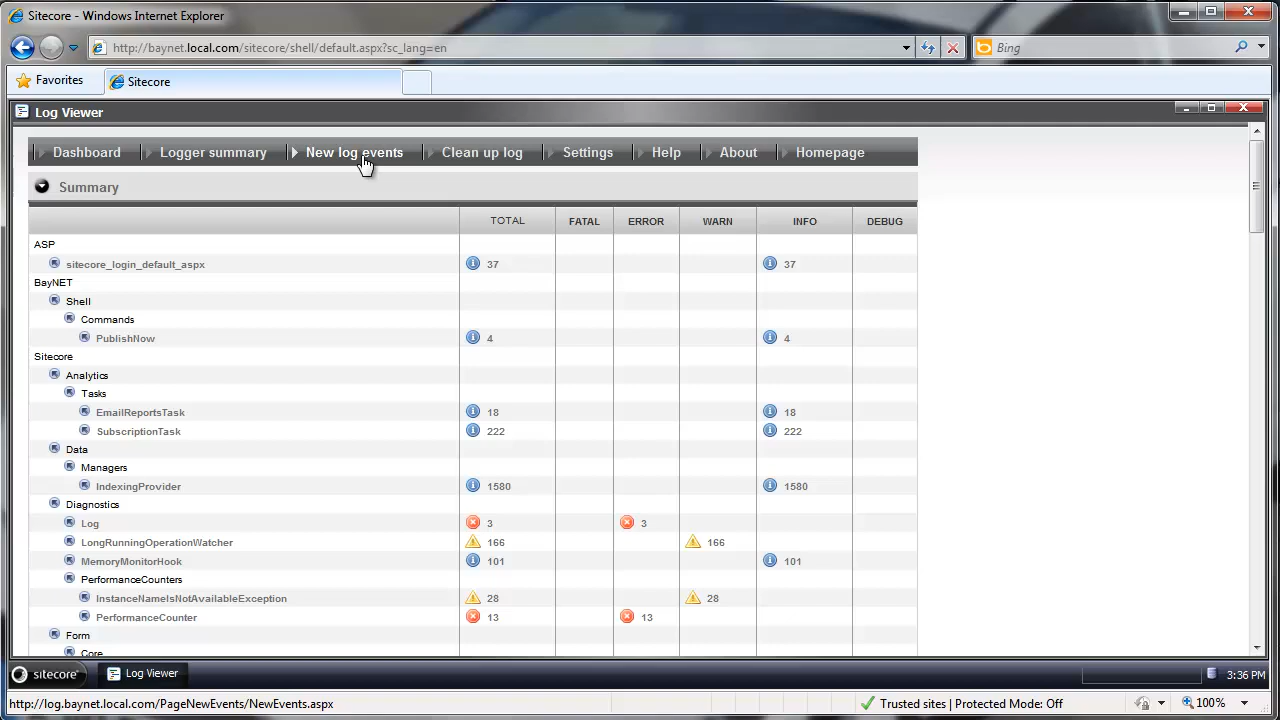 Sitecore - Windows Internet Explorer
http://baynet.local.com/sitecore/shell/default.aspx?sc_lang=en
Bing
Favorites
Sitecore
Log Viewer
Dashboard Logger summary New log events Clean up log Settings Help About Homepage
Summary
TOTAL FATAL ERROR WARN INFO DEBUG
ASP
sitecore_login_default_aspx 37 37
BayNET
Shell
Commands
PublishNow 4 4
Sitecore
Analytics
Tasks
EmailReportsTask 18 18
SubscriptionTask 222 222
Data
Managers
IndexingProvider 1580 1580
Diagnostics
Log 3 3
LongRunningOperationWatcher 166 166
MemoryMonitorHook 101 101
PerformanceCounters
InstanceNameIsNotAvailableException 28 28
PerformanceCounter 13 13
Form
Core
sitecore Log Viewer 3:36 PM
http://log.baynet.local.com/PageNewEvents/NewEvents.aspx Trusted sites | Protected Mode: Off 100%